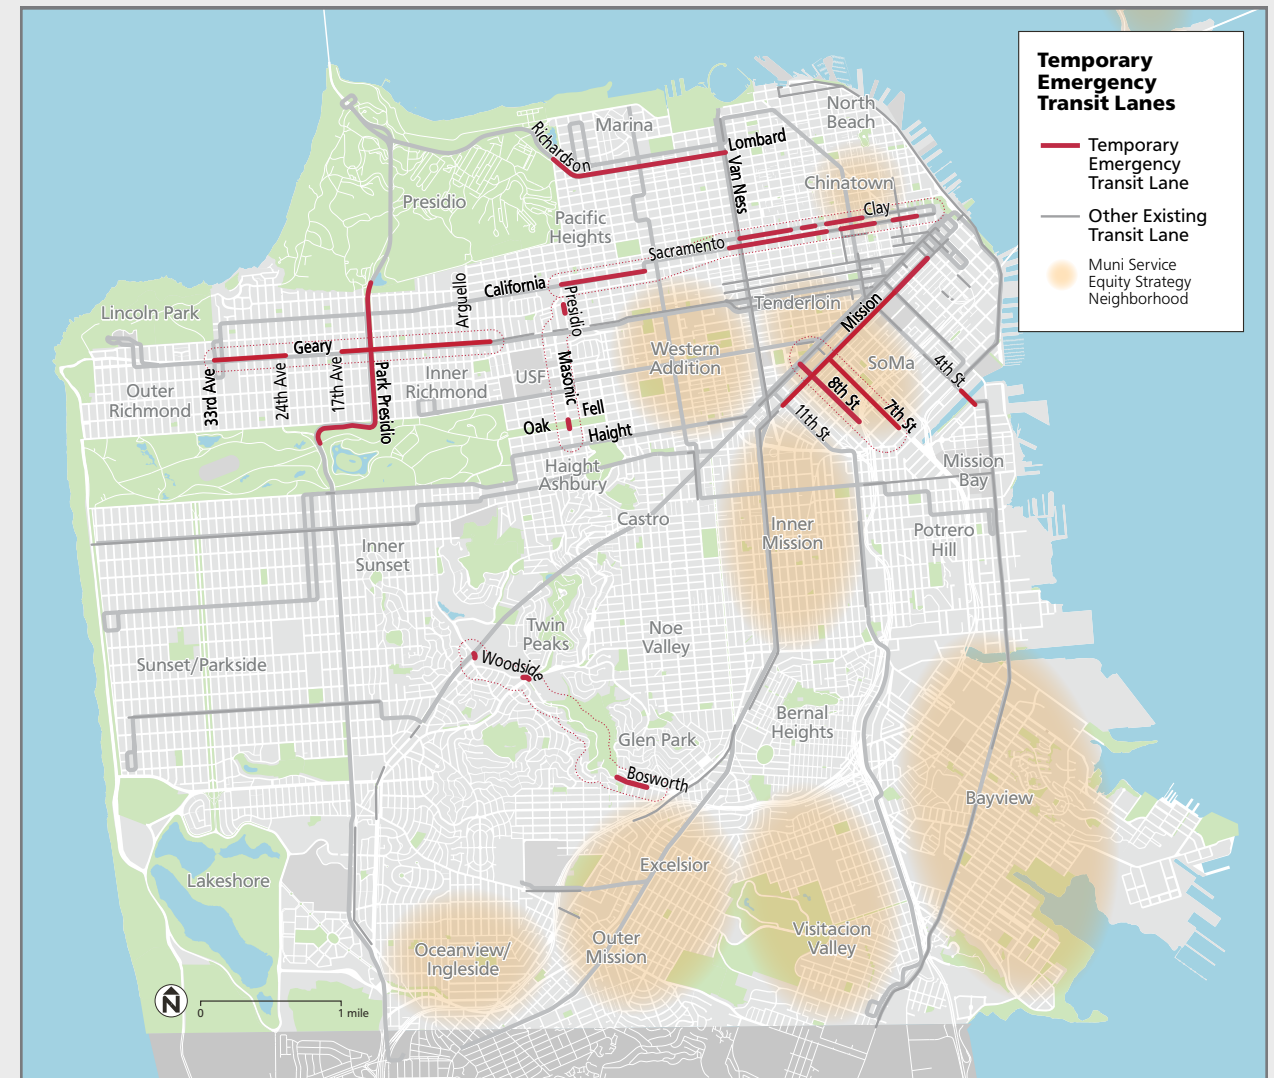 Temporary
Emergency
Transit Lanes
Temporary
Emergency
Transit Lane
Other Existing
Transit Lane
Muni Service
Equity Strategy
Neighborhood
North
Beach
Marina
Richardson
Lombard
Van Ness
Chinatown
Presidio
Pacific
Heights
Clay
Sacramento
California
Arguello
Presidio
Lincoln Park
Tenderloin
Mission
Geary
Western
Addition
SoMa
4th St
Outer
Richmond
33rd Ave
24th Ave
17th Ave
Park Presidio
Inner
Richmond
USF
Masonic
8th St
7th St
11th St
Oak
Fell
Haight
Haight
Ashbury
Mission
Bay
Castro
Inner
Mission
Potrero
Hill
Inner
Sunset
Twin
Peaks
Noe
Valley
Sunset/Parkside
Woodside
Bernal
Heights
Glen Park
Bosworth
Bayview
Lakeshore
Excelsior
Oceanview/
Ingleside
Outer
Mission
Visitacion
Valley
N
0
1 mile